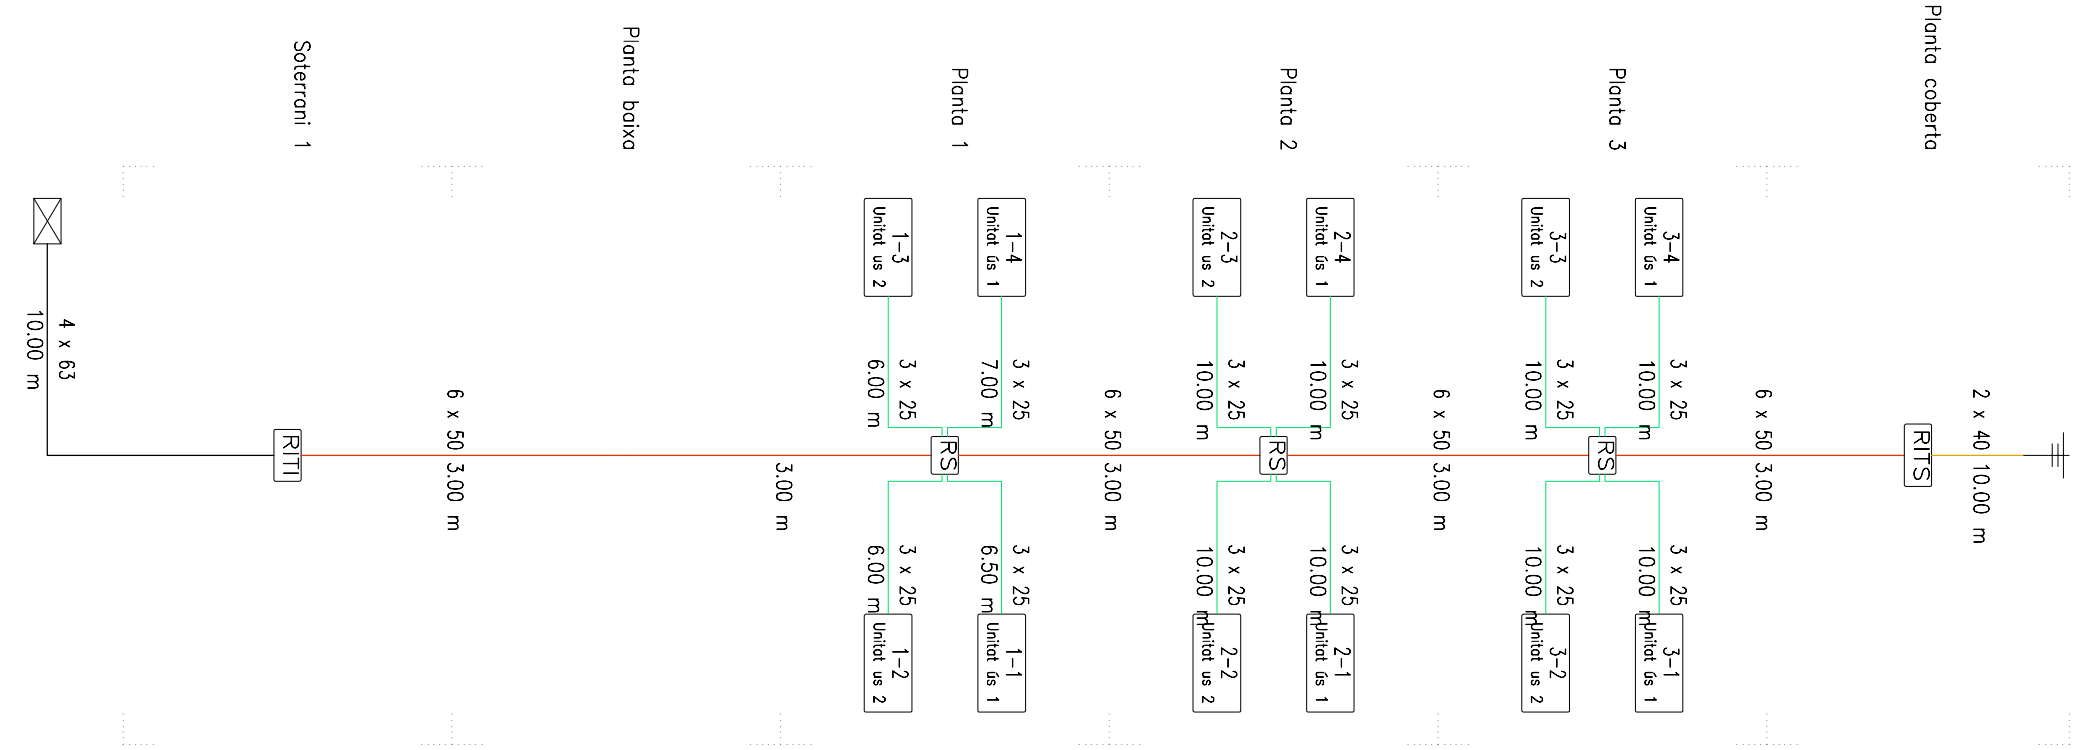 Planta coberta
2 x 40 10.00 m
RITS
6 x 50 3.00 m
Planta 3
3-4
Unitat ús 1
3 x 25
10.00 m
3-1
Unitat ús 1
3 x 25
10.00 m
RS
3-3
Unitat us 2
3 x 25
10.00 m
3-2
Unitat us 2
3 x 25
10.00 m
6 x 50 3.00 m
Planta 2
2-4
Unitat ús 1
3 x 25
10.00 m
2-1
Unitat ús 1
3 x 25
10.00 m
RS
2-3
Unitat us 2
3 x 25
10.00 m
2-2
Unitat us 2
3 x 25
10.00 m
6 x 50 3.00 m
Planta 1
1-4
Unitat ús 1
3 x 25
7.00 m
1-1
Unitat ús 1
3 x 25
6.50 m
RS
1-3
Unitat us 2
3 x 25
6.00 m
1-2
Unitat us 2
3 x 25
6.00 m
3.00 m
Planta baixa
6 x 50 3.00 m
Soterrani 1
RITI
4 x 63
10.00 m